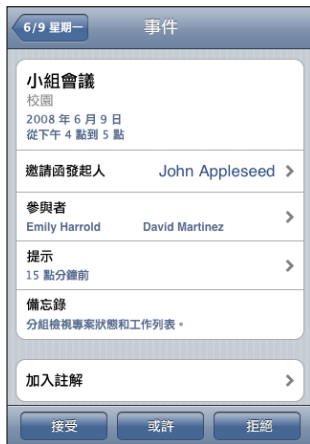 6/9 星期一
事件
小組會議
校園
2008 年 6 月 9 日
從下午 4 點到 5 點
邀請函發起人 John Appleseed
參與者
Emily Harrold David Martinez
提示
15 點分鐘前
備忘錄
分組檢視專案狀態和工作列表。
加入註解
接受 或許 拒絕